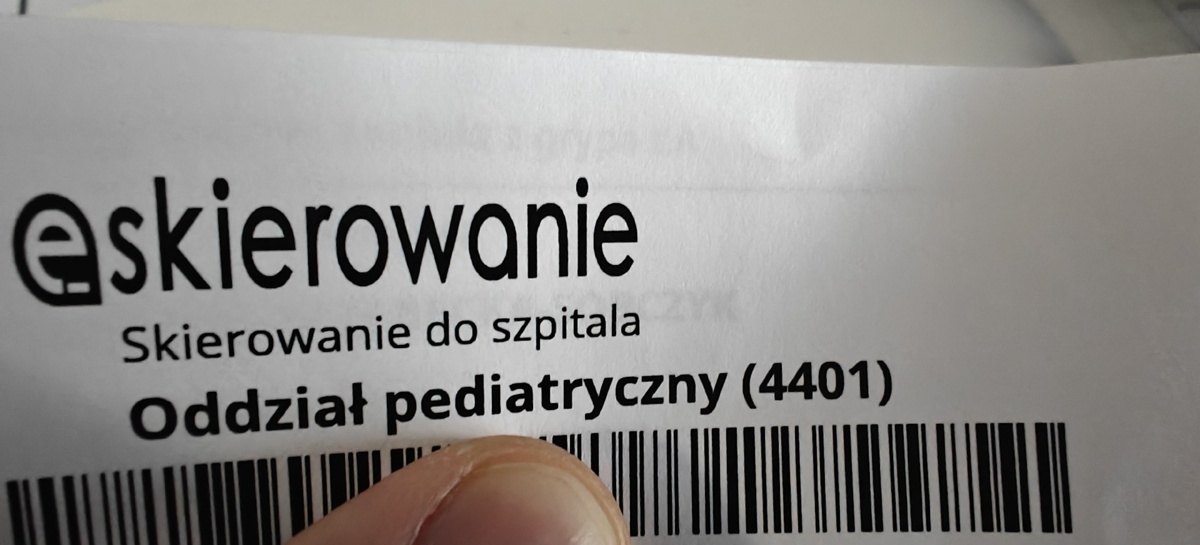 eskierowanie
Skierowanie do szpitala
Oddział pediatryczny (4401)